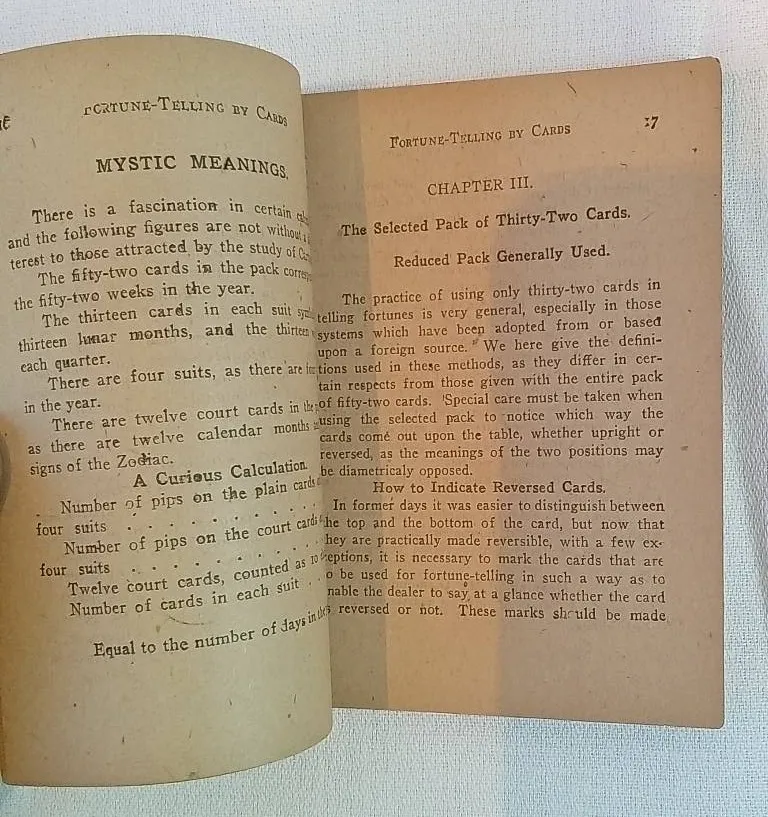 FORTUNE-TELLING BY CARDS
MYSTIC MEANINGS.
There is a fascination in certain
and the following figures are not without
terest to those attracted by the study of
The fifty-two cards in the pack
the fifty-two weeks in the year.
The thirteen cards in each suit
thirteen lunar months, and the thirteen
each quarter.
There are four suits, as there are
in the year.
There are twelve court cards in the
as there are twelve calendar months
signs of the Zodiac.
A Curious Calculation.
Number of pips on the plain cards
four suits . . . . . . . . .
Number of pips on the court cards
four suits . . . . . . . . .
Twelve court cards, counted as 10
Number of cards in each suit . .
Equal to the number of days in the
FORTUNE-TELLING BY CARDS 17
CHAPTER III.
The Selected Pack of Thirty-Two Cards.
Reduced Pack Generally Used.
The practice of using only thirty-two cards in
telling fortunes is very general, especially in those
systems which have been adopted from or based
upon a foreign source. We here give the defini-
tions used in these methods, as they differ in cer-
tain respects from those given with the entire pack
of fifty-two cards. Special care must be taken when
using the selected pack to notice which way the
cards come out upon the table, whether upright or
reversed, as the meanings of the two positions may
be diametricaly opposed.
How to Indicate Reversed Cards.
In former days it was easier to distinguish between
the top and the bottom of the card, but now that
they are practically made reversible, with a few ex-
ceptions, it is necessary to mark the cards that are
o be used for fortune-telling in such a way as to
nable the dealer to say at a glance whether the card
s reversed or not. These marks should be made